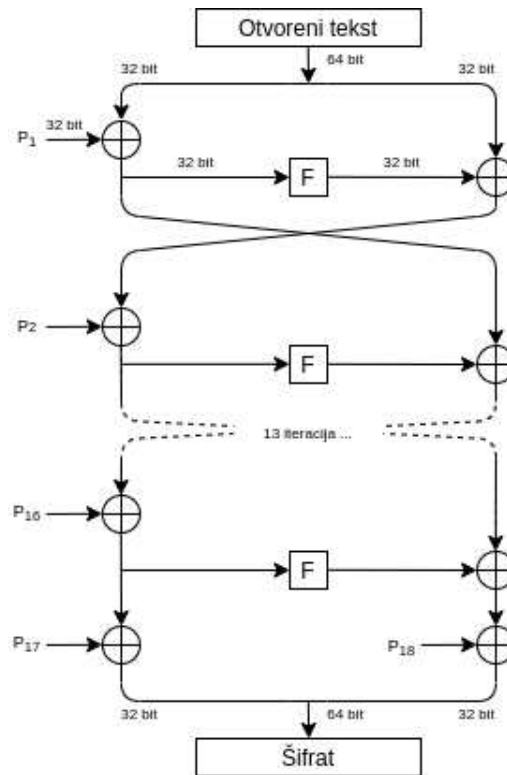 Otvoreni tekst
64 bit
32 bit
32 bit
P1
32 bit
32 bit
F
32 bit
P2
F
13 iteracija ...
P16
F
P17
P18
32 bit
64 bit
32 bit
Šifrat